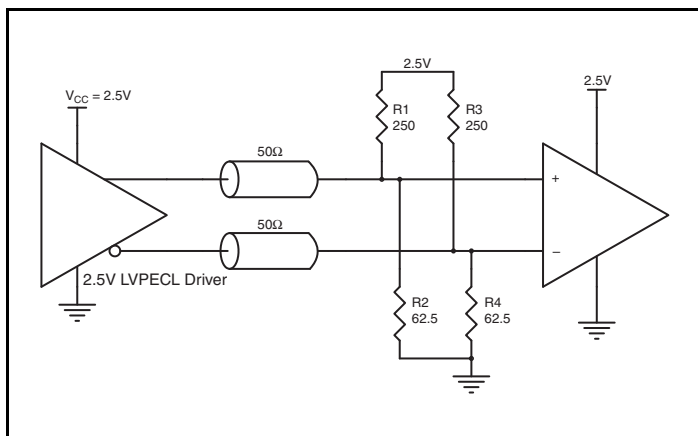 2.5V
V_CC = 2.5V
2.5V
R1
250
R3
250
50Ω
+
50Ω
–
2.5V LVPECL Driver
R2
62.5
R4
62.5